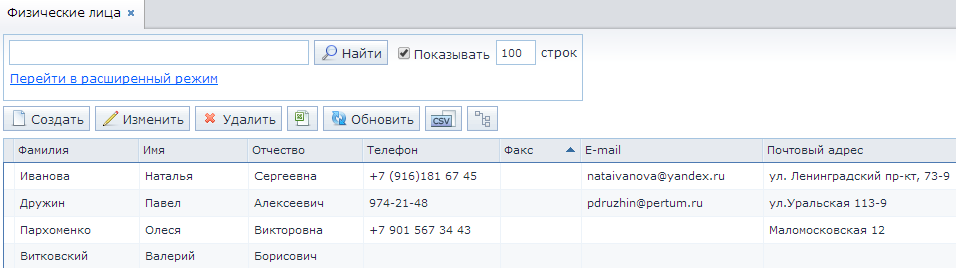 Физические лица
Найти Показывать 100 строк
Перейти в расширенный режим
Создать Изменить Удалить Обновить CSV
Фамилия Имя Отчество Телефон Факс E-mail Почтовый адрес
Иванова Наталья Сергеевна +7 (916)181 67 45 nataivanova@yandex.ru ул. Ленинградский пр-кт, 73-9
Дружин Павел Алексеевич 974-21-48 pdruzhin@pertum.ru ул.Уральская 113-9
Пархоменко Олеся Викторовна +7 901 567 34 43 Маломосковская 12
Витковский Валерий Борисович